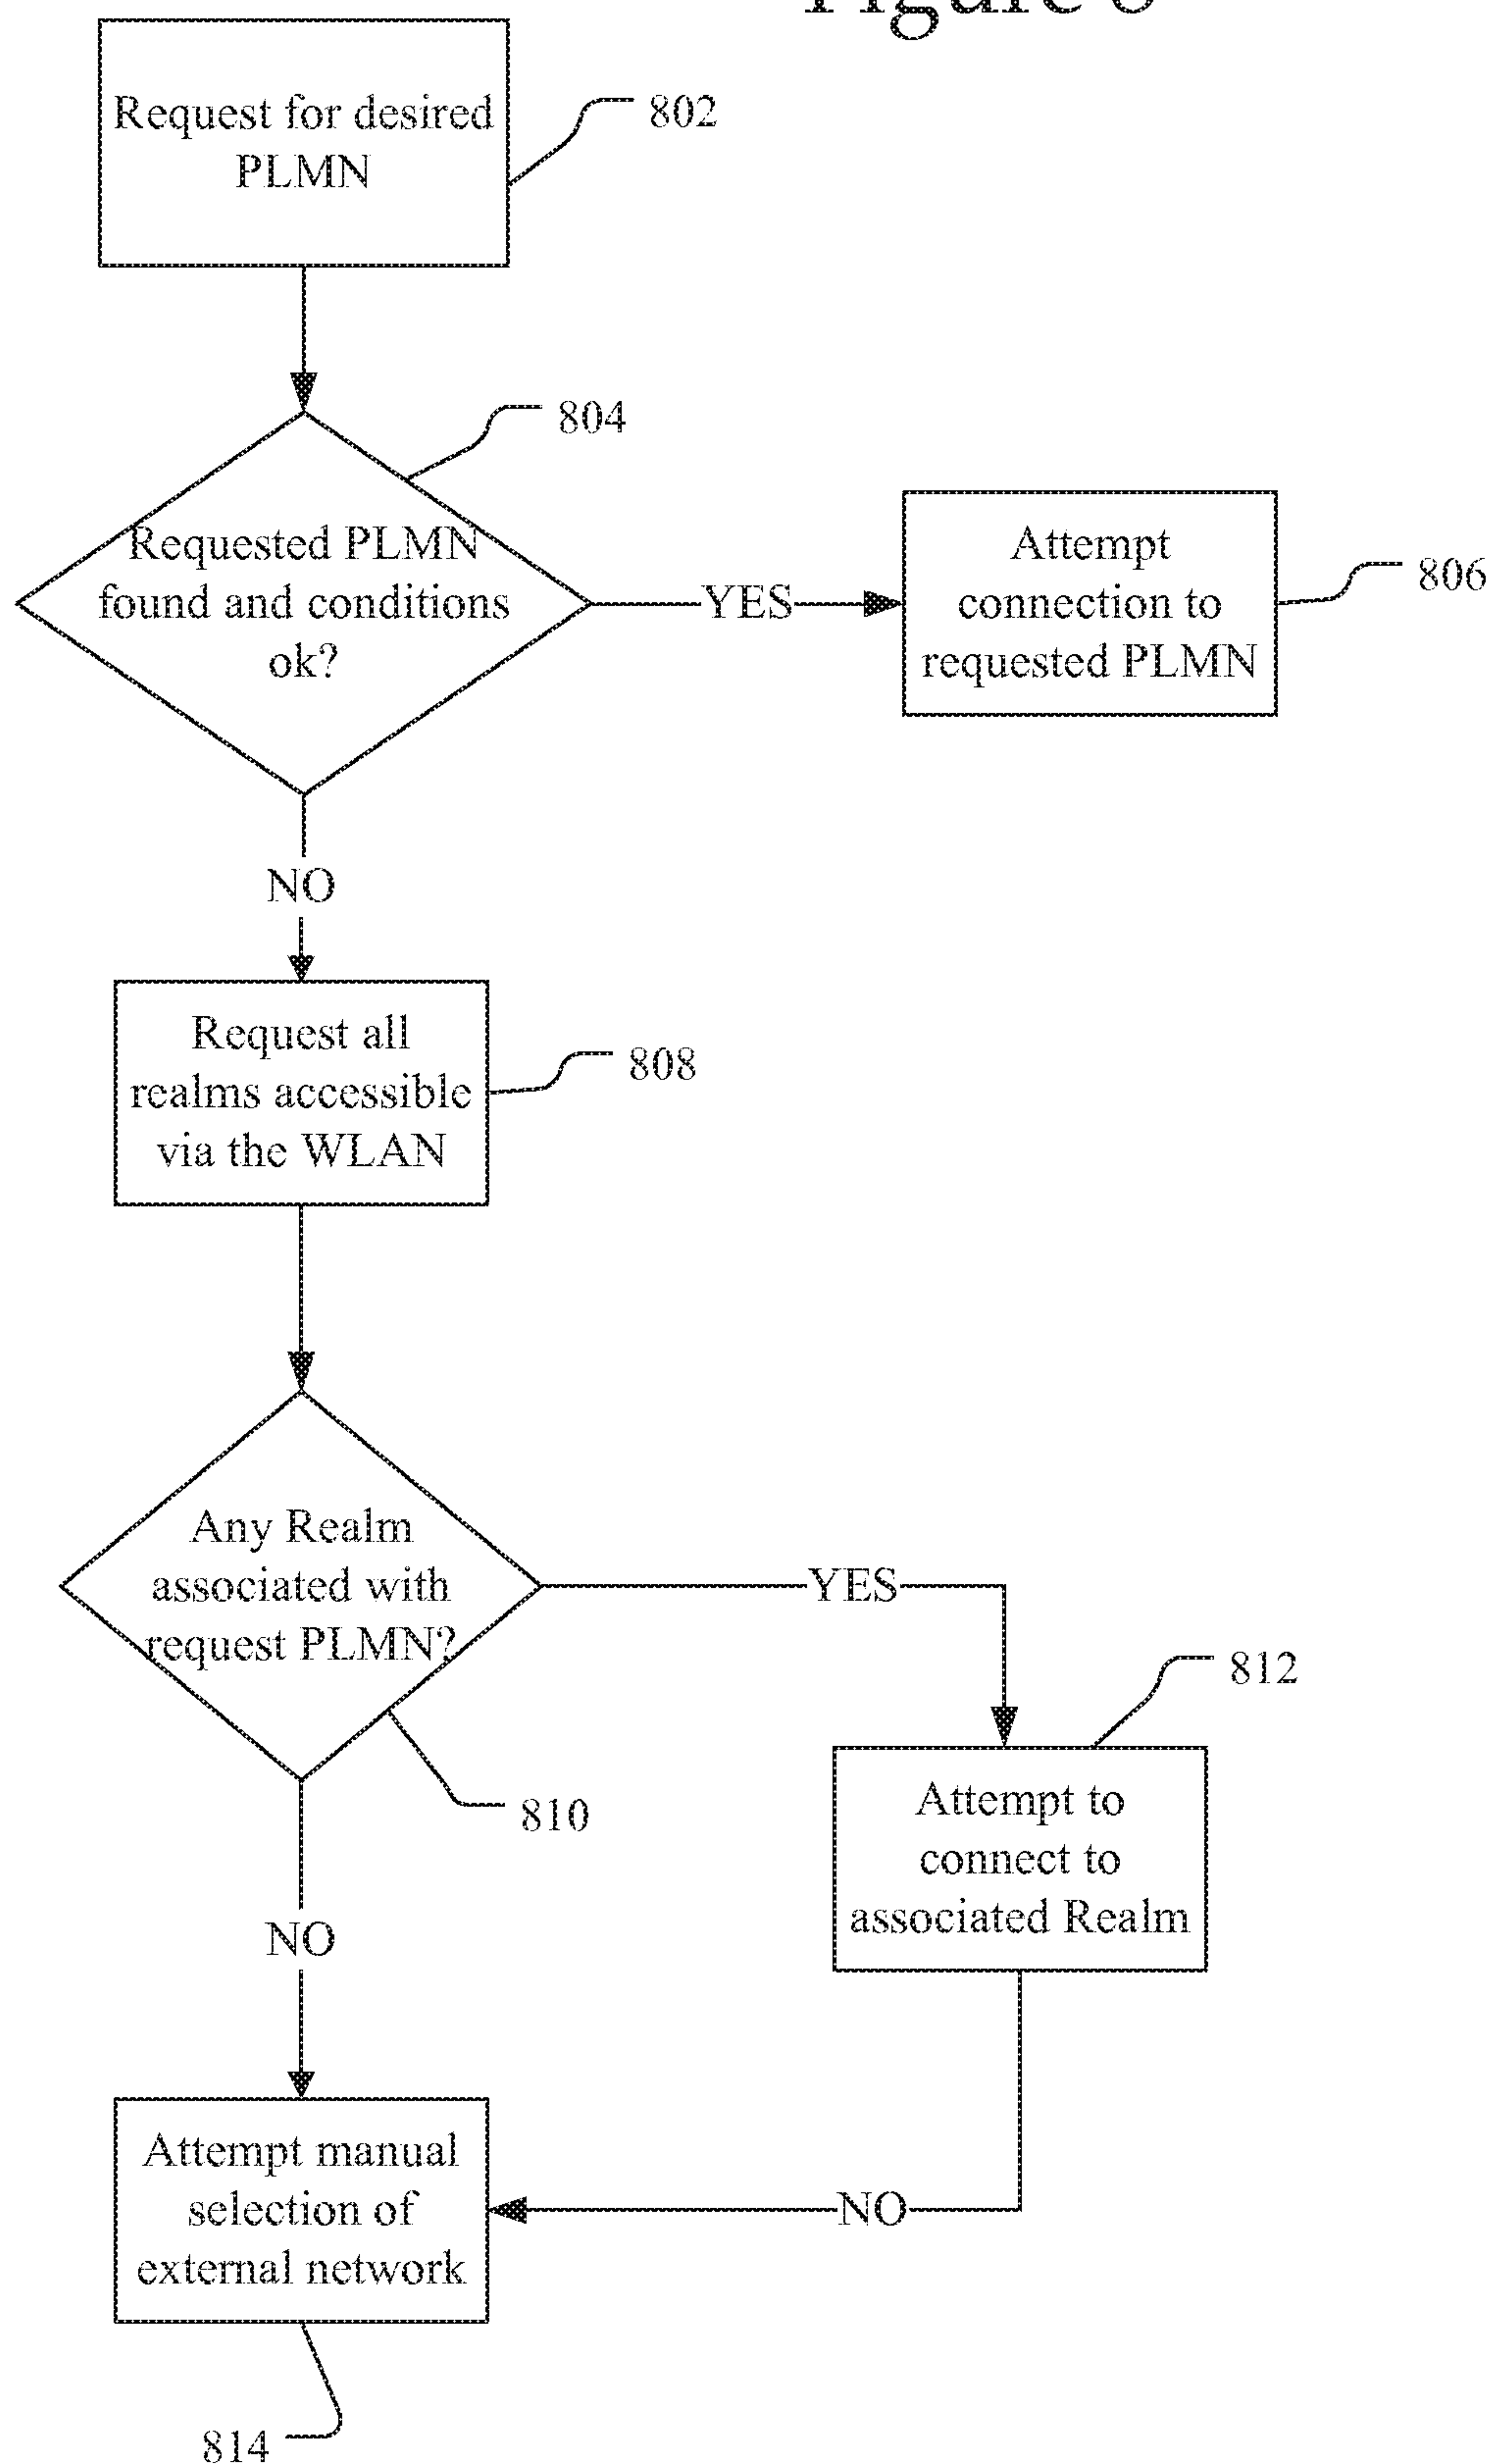 Figure 8
Request for desired
PLMN
802
804
Requested PLMN
found and conditions
ok?
YES
Attempt
connection to
requested PLMN
806
NO
Request all
realms accessible
via the WLAN
808
Any Realm
associated with
request PLMN?
YES
810
812
Attempt to
connect to
associated Realm
NO
Attempt manual
selection of
external network
NO
814